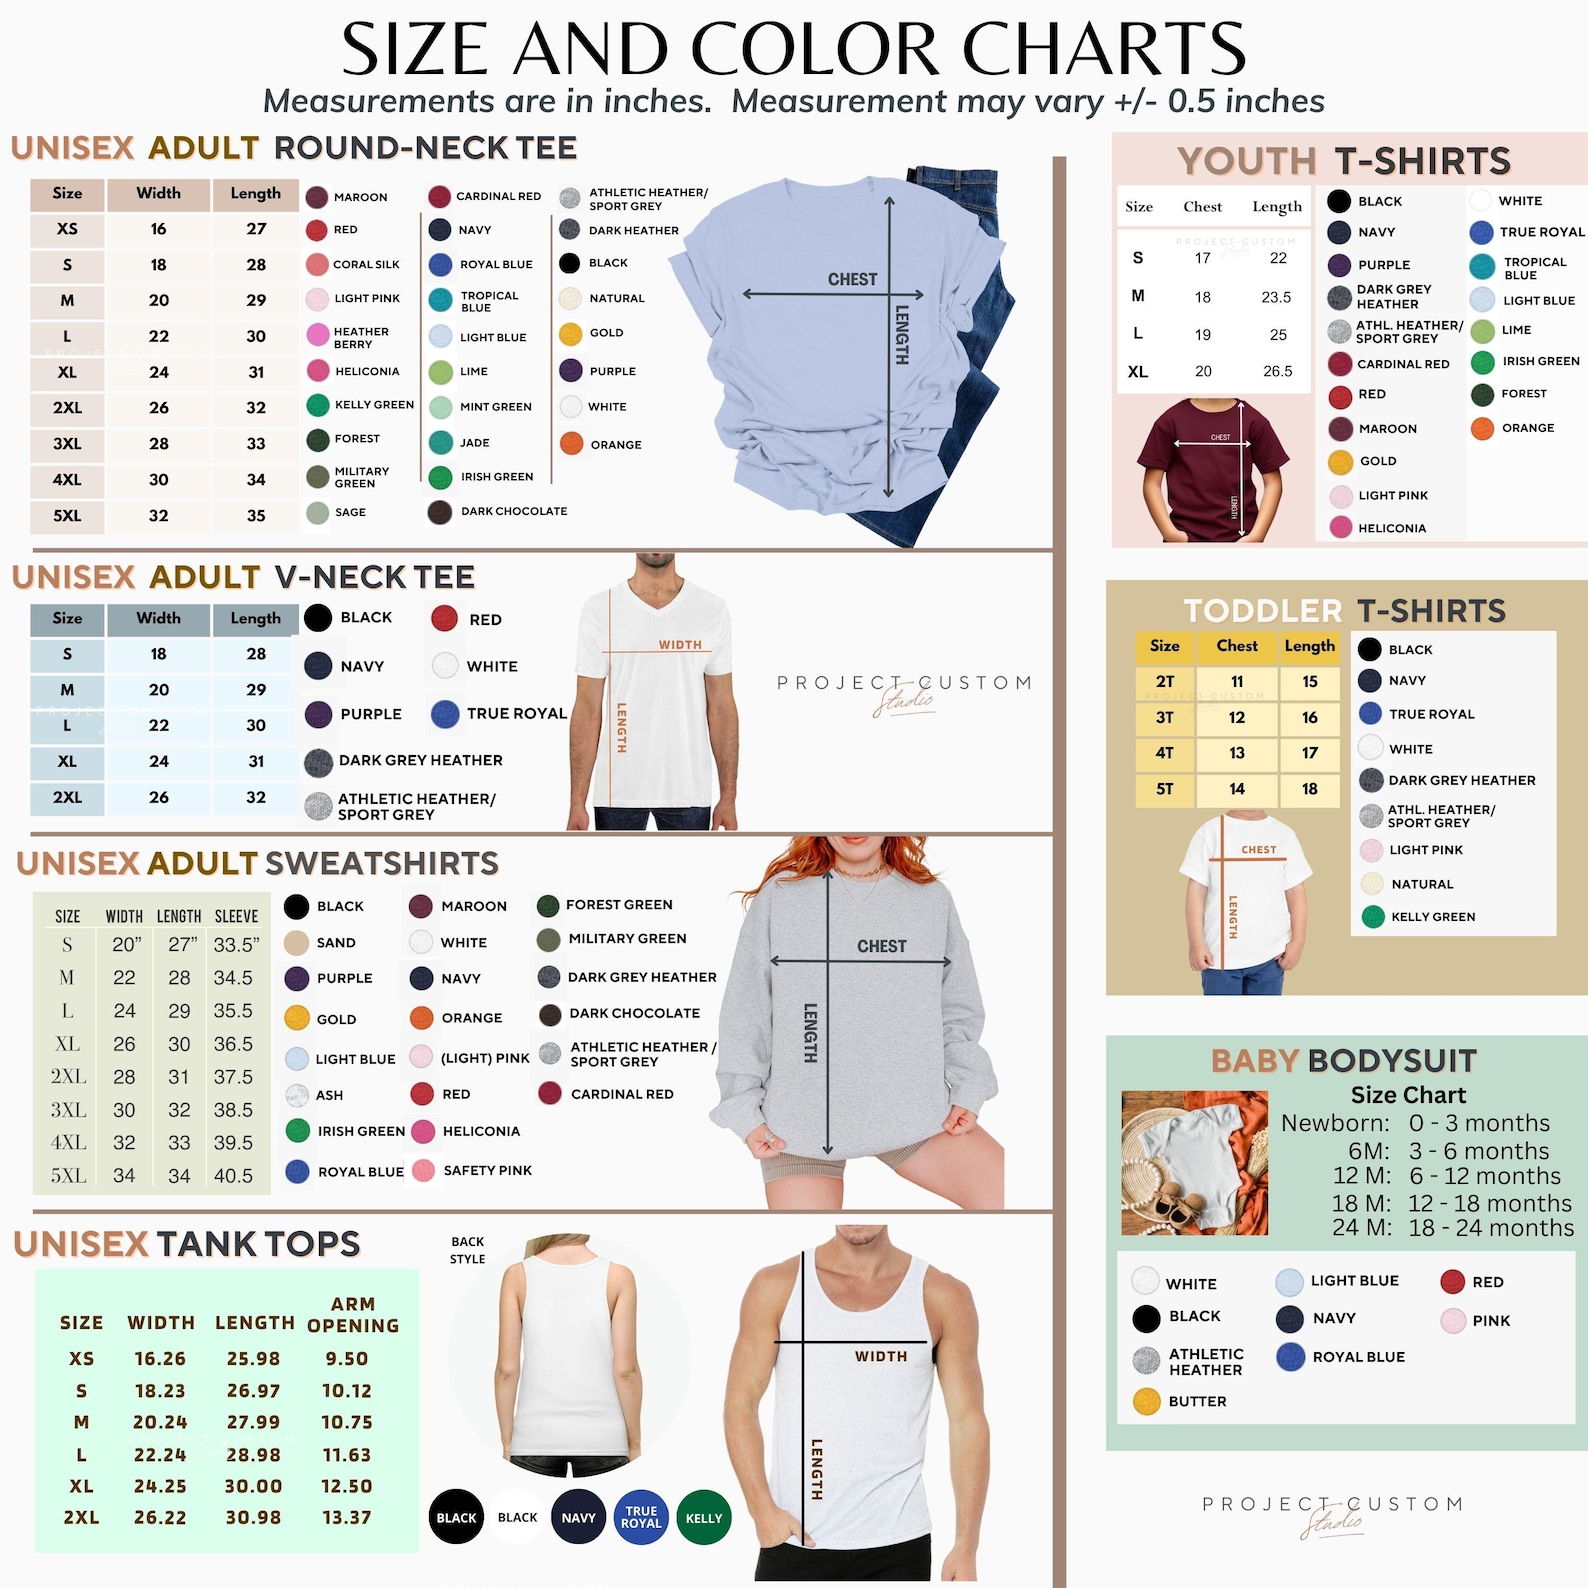 SIZE AND COLOR CHARTS
Measurements are in inches. Measurement may vary +/- 0.5 inches
UNISEX ADULT ROUND-NECK TEE
Size Width Length
XS 16 27
S 18 28
M 20 29
L 22 30
XL 24 31
2XL 26 32
3XL 28 33
4XL 30 34
5XL 32 35
MAROON
RED
CORAL SILK
LIGHT PINK
HEATHER
BERRY
HELICONIA
KELLY GREEN
FOREST
MILITARY
GREEN
SAGE
CARDINAL RED
NAVY
ROYAL BLUE
TROPICAL
BLUE
LIGHT BLUE
LIME
MINT GREEN
JADE
IRISH GREEN
DARK CHOCOLATE
ATHLETIC HEATHER/
SPORT GREY
DARK HEATHER
BLACK
NATURAL
GOLD
PURPLE
WHITE
ORANGE
CHEST
LENGTH
UNISEX ADULT V-NECK TEE
Size Width Length
S 18 28
M 20 29
L 22 30
XL 24 31
2XL 26 32
BLACK
NAVY
PURPLE
DARK GREY HEATHER
ATHLETIC HEATHER/
SPORT GREY
RED
WHITE
TRUE ROYAL
WIDTH
LENGTH
PROJECT CUSTOM
Studio
UNISEX ADULT SWEATSHIRTS
SIZE WIDTH LENGTH SLEEVE
S 20” 27” 33.5”
M 22 28 34.5
L 24 29 35.5
XL 26 30 36.5
2XL 28 31 37.5
3XL 30 32 38.5
4XL 32 33 39.5
5XL 34 34 40.5
BLACK
SAND
PURPLE
GOLD
LIGHT BLUE
ASH
IRISH GREEN
ROYAL BLUE
MAROON
WHITE
NAVY
ORANGE
(LIGHT) PINK
RED
HELICONIA
SAFETY PINK
FOREST GREEN
MILITARY GREEN
DARK GREY HEATHER
DARK CHOCOLATE
ATHLETIC HEATHER /
SPORT GREY
CARDINAL RED
CHEST
LENGTH
UNISEX TANK TOPS
SIZE WIDTH LENGTH ARM
OPENING
XS 16.26 25.98 9.50
S 18.23 26.97 10.12
M 20.24 27.99 10.75
L 22.24 28.98 11.63
XL 24.25 30.00 12.50
2XL 26.22 30.98 13.37
BACK
STYLE
BLACK
BLACK
NAVY
TRUE
ROYAL
KELLY
WIDTH
LENGTH
YOUTH T-SHIRTS
Size Chest Length
PROJECT CUSTOM
S 17 22
M 18 23.5
L 19 25
XL 20 26.5
CHEST
LENGTH
BLACK
NAVY
PURPLE
DARK GREY
HEATHER
ATHL. HEATHER/
SPORT GREY
CARDINAL RED
RED
MAROON
GOLD
LIGHT PINK
HELICONIA
WHITE
TRUE ROYAL
TROPICAL
BLUE
LIGHT BLUE
LIME
IRISH GREEN
FOREST
ORANGE
TODDLER T-SHIRTS
Size Chest Length
2T 11 15
PROJECT CUSTOM
3T 12 16
4T 13 17
5T 14 18
CHEST
LENGTH
BLACK
NAVY
TRUE ROYAL
WHITE
DARK GREY HEATHER
ATHL. HEATHER/
SPORT GREY
LIGHT PINK
NATURAL
KELLY GREEN
BABY BODYSUIT
Size Chart
Newborn: 0 - 3 months
6M: 3 - 6 months
12 M: 6 - 12 months
18 M: 12 - 18 months
24 M: 18 - 24 months
WHITE
BLACK
ATHLETIC
HEATHER
BUTTER
LIGHT BLUE
NAVY
ROYAL BLUE
RED
PINK
PROJECT CUSTOM
Studio